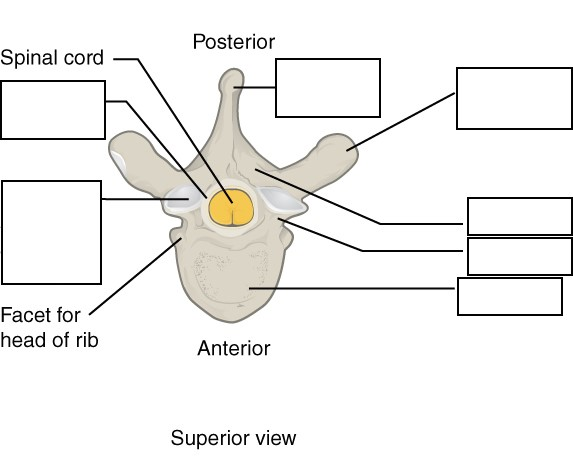 Posterior
Spinal cord
Facet for
head of rib
Anterior
Superior view